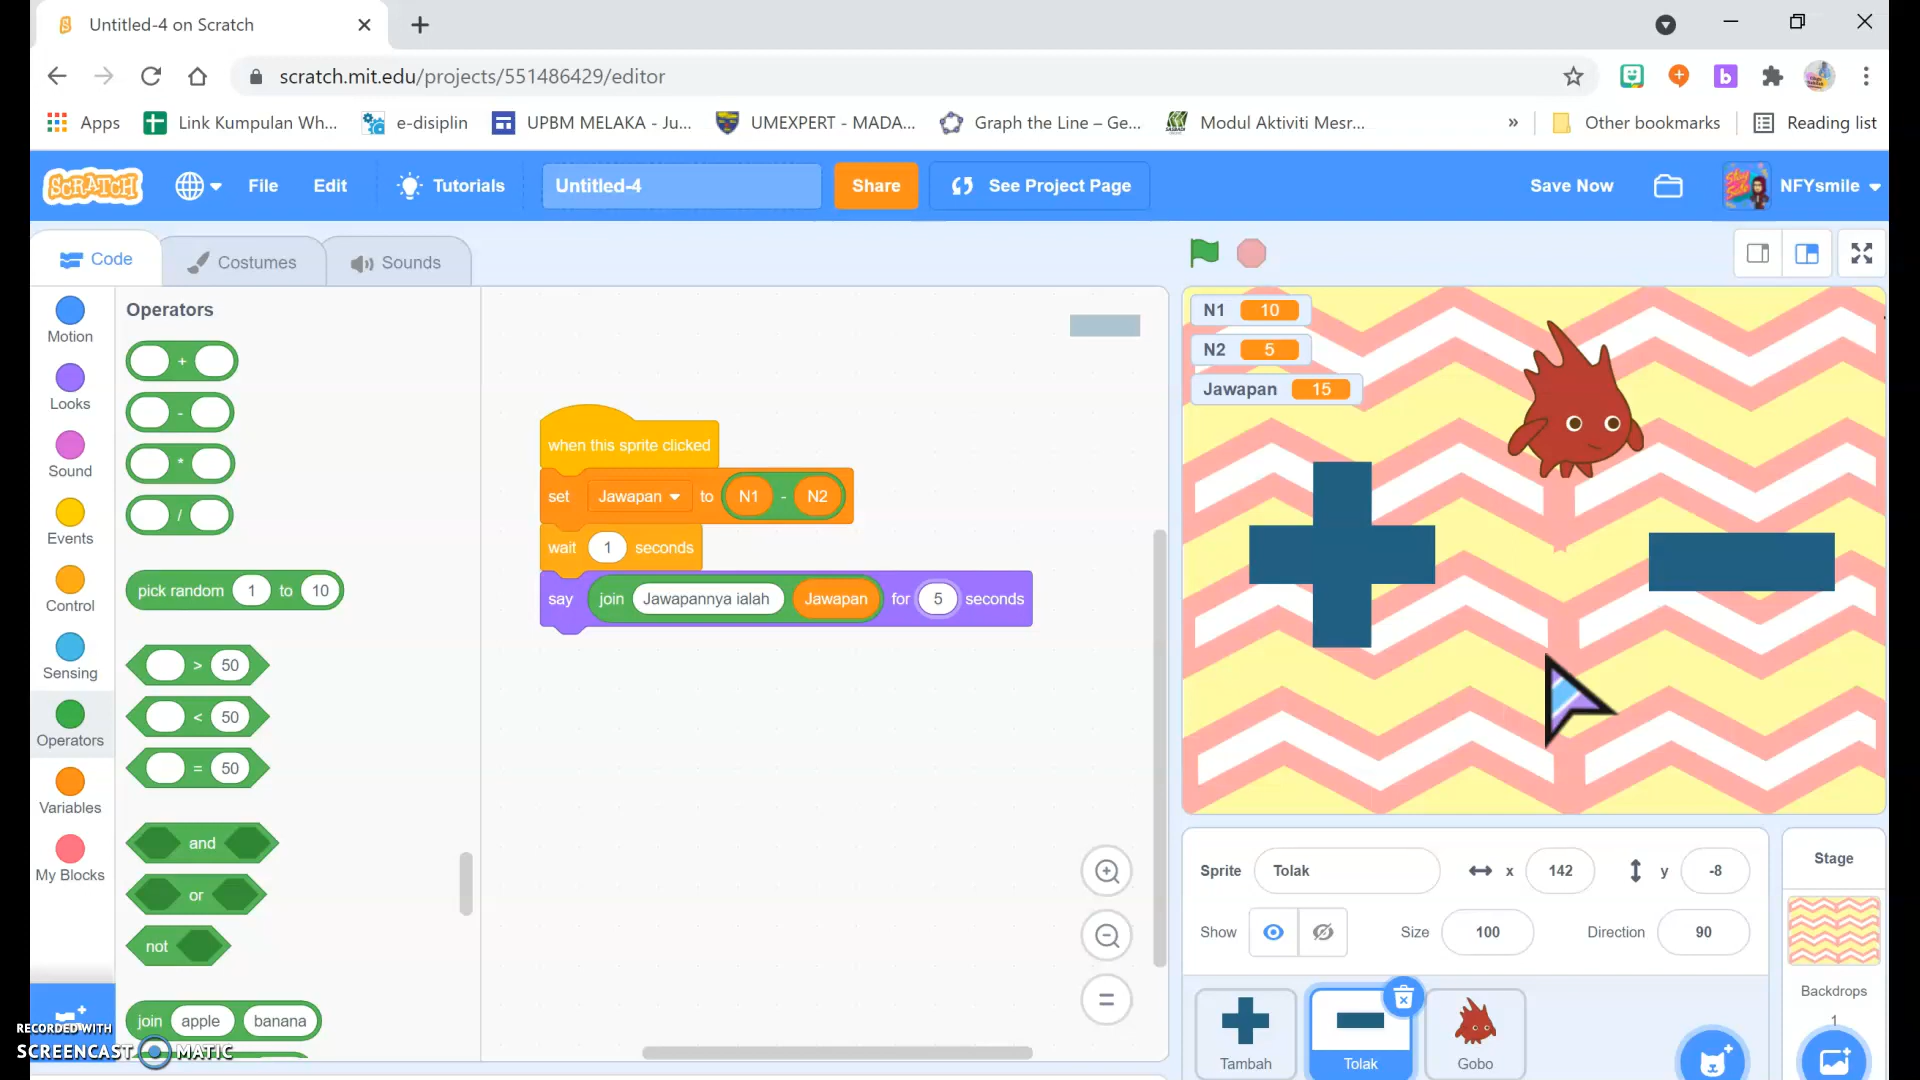 Untitled-4 on Scratch
scratch.mit.edu/projects/551486429/editor
Apps
Link Kumpulan Wh...
e-disiplin
UPBM MELAKA - Ju...
UMEXPERT - MADA...
Graph the Line – Ge...
Modul Aktiviti Mesr...
»
Other bookmarks
Reading list
SCRATCH
File
Edit
Tutorials
Untitled-4
Share
See Project Page
Save Now
NFYsmile
Code
Costumes
Sounds
Motion
Looks
Sound
Events
Control
Sensing
Operators
Variables
My Blocks
Operators
+
-
*
/
pick random 1 to 10
> 50
< 50
= 50
and
or
not
join apple banana
when this sprite clicked
set Jawapan to N1 - N2
wait 1 seconds
say join Jawapannya ialah Jawapan for 5 seconds
N1 10
N2 5
Jawapan 15
Sprite Tolak x 142 y -8
Show Size 100 Direction 90
Tambah
Tolak
Gobo
Stage
Backdrops
1
RECORDED WITH
SCREENCAST MATIC